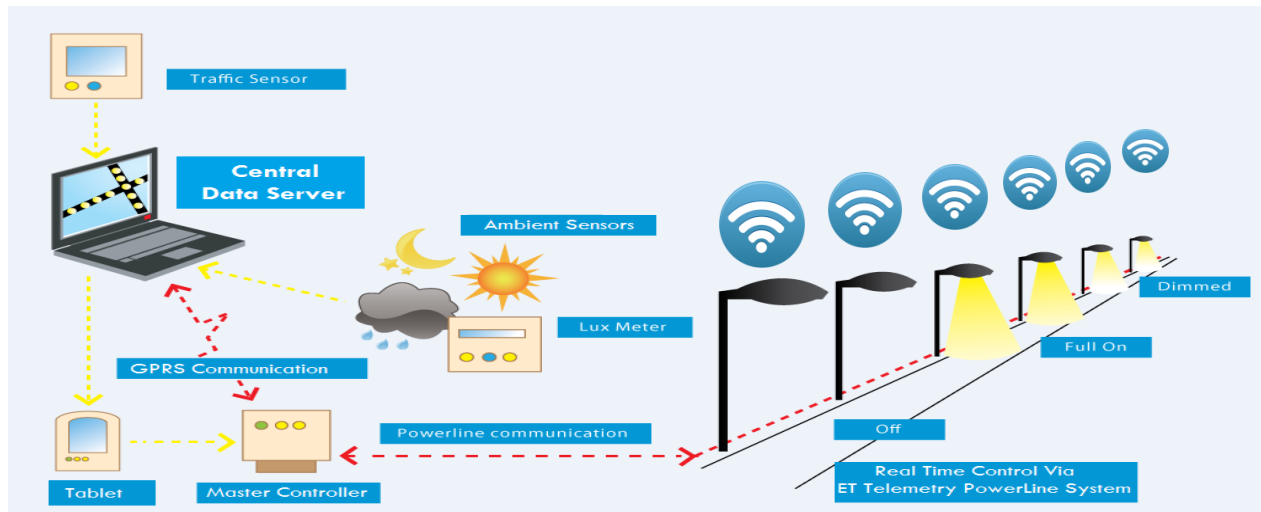 Traffic Sensor
Central
Data Server
Ambient Sensors
Lux Meter
Dimmed
Full On
GPRS Communication
Powerline communication
Off
Real Time Control Via
ET Telemetry PowerLine System
Tablet
Master Controller